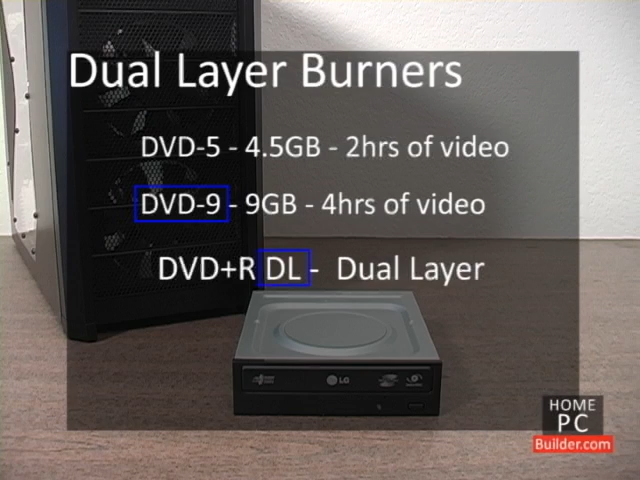 Dual Layer Burners
DVD-5 - 4.5GB - 2hrs of video
DVD-9 - 9GB - 4hrs of video
DVD+R DL - Dual Layer
LG
HOME
PC
Builder.com